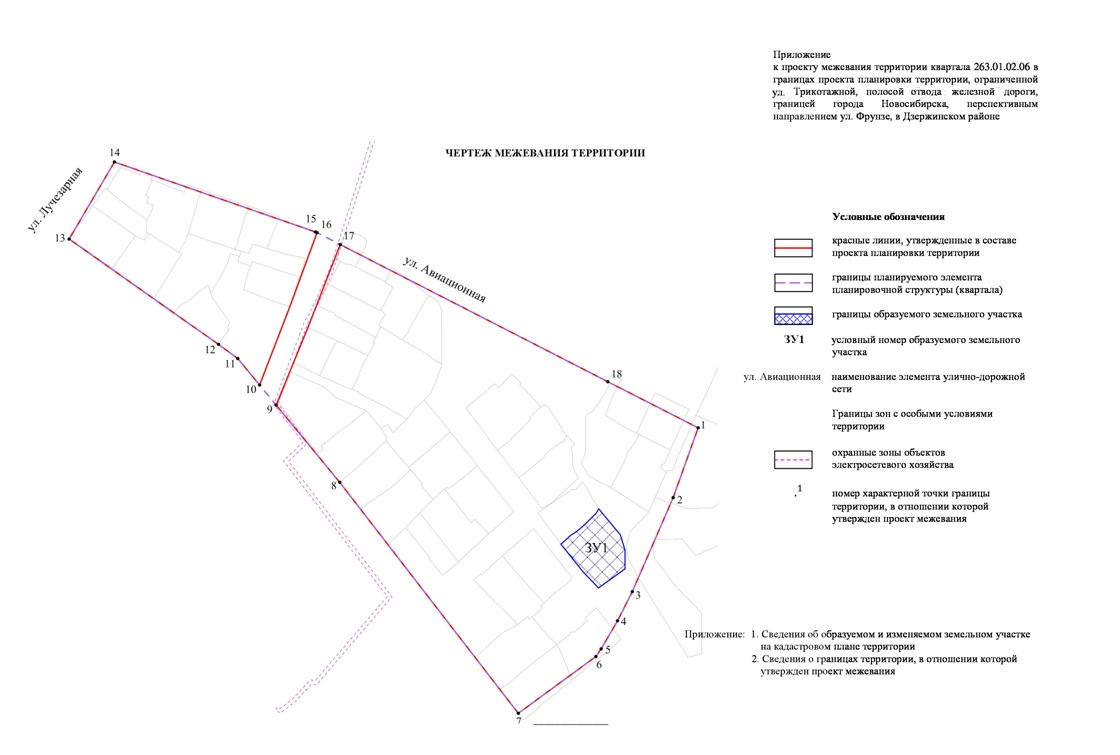 Приложение
к проекту межевания территории квартала 263.01.02.06 в
границах проекта планировки территории, ограниченной
ул. Трикотажной, полосой отвода железной дороги,
границей города Новосибирска, перспективным
направлением ул. Фрунзе, в Дзержинском районе
ЧЕРТЕЖ МЕЖЕВАНИЯ ТЕРРИТОРИИ
14
ул. Лучезарная
13
15
16
17
ул. Авиационная
12
11
10
9
18
1
8
2
ЗУ1
3
4
5
6
7
Условные обозначения
красные линии, утвержденные в составе
проекта планировки территории
границы планируемого элемента
планировочной структуры (квартала)
границы образуемого земельного участка
ЗУ1 условный номер образуемого земельного
участка
ул. Авиационная наименование элемента улично-дорожной
сети
Границы зон с особыми условиями
территории
охранные зоны объектов
электросетевого хозяйства
.1 номер характерной точки границы
территории, в отношении которой
утвержден проект межевания
Приложение: 1. Сведения об образуемом и изменяемом земельном участке
на кадастровом плане территории
2. Сведения о границах территории, в отношении которой
утвержден проект межевания